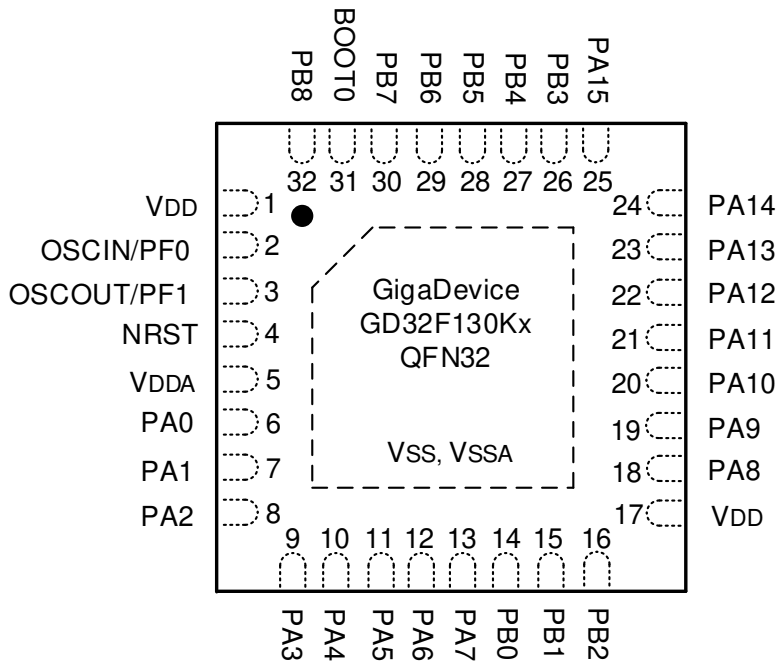 PB8
BOOT0
PB7
PB6
PB5
PB4
PB3
PA15
32
31
30
29
28
27
26
25
VDD
1
OSCIN/PF0
2
OSCOUT/PF1
3
NRST
4
VDDA
5
PA0
6
PA1
7
PA2
8
GigaDevice
GD32F130Kx
QFN32
VSS, VSSA
24
PA14
23
PA13
22
PA12
21
PA11
20
PA10
19
PA9
18
PA8
17
VDD
9
10
11
12
13
14
15
16
PA3
PA4
PA5
PA6
PA7
PB0
PB1
PB2